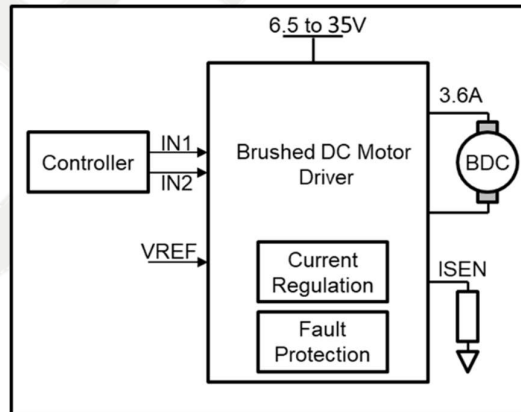 6.5 to 35V
3.6A
Controller
IN1
IN2
Brushed DC Motor
Driver
BDC
VREF
Current
Regulation
ISEN
Fault
Protection